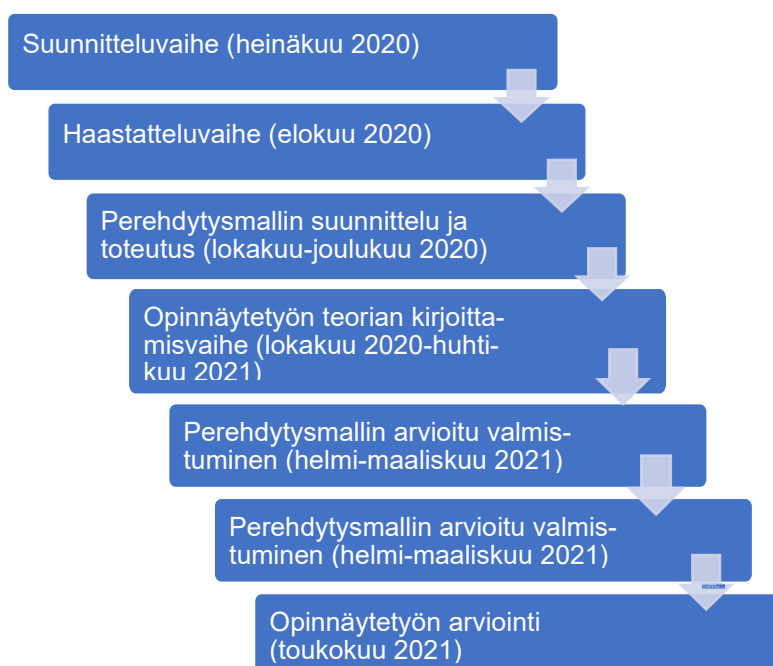 Suunnitteluvaihe (heinäkuu 2020)
Haastatteluvaihe (elokuu 2020)
Perehdytysmallin suunnittelu ja
toteutus (lokakuu-joulukuu 2020)
Opinnäytetyön teorian kirjoitta-
misvaihe (lokakuu 2020-huhti-
kuu 2021)
Perehdytysmallin arvioitu valmis-
tuminen (helmi-maaliskuu 2021)
Perehdytysmallin arvioitu valmis-
tuminen (helmi-maaliskuu 2021)
Opinnäytetyön arviointi
(toukokuu 2021)